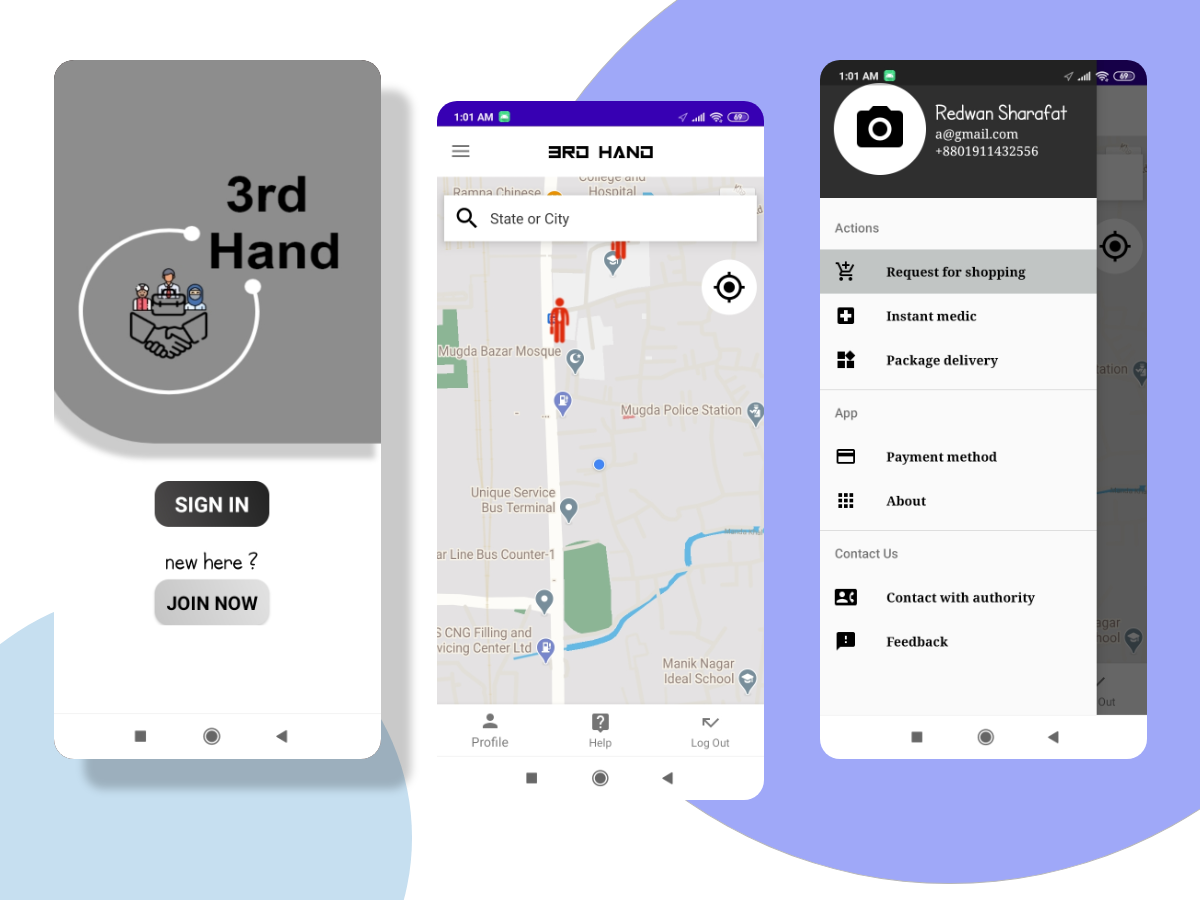 3rd
Hand
SIGN IN
new here ?
JOIN NOW
1:01 AM
69
3RD HAND
College and
Hospital
Ramna Chinese
State or City
Mugda Bazar Mosque
Mugda Police Station
Unique Service
Bus Terminal
ar Line Bus Counter-1
S CNG Filling and
vicing Center Ltd
Manik Nagar
Ideal School
Profile
Help
Log Out
1:01 AM
69
Redwan Sharafat
a@gmail.com
+8801911432556
Actions
Request for shopping
Instant medic
Package delivery
App
Payment method
About
Contact Us
Contact with authority
Feedback
ation
agar
hool
Out